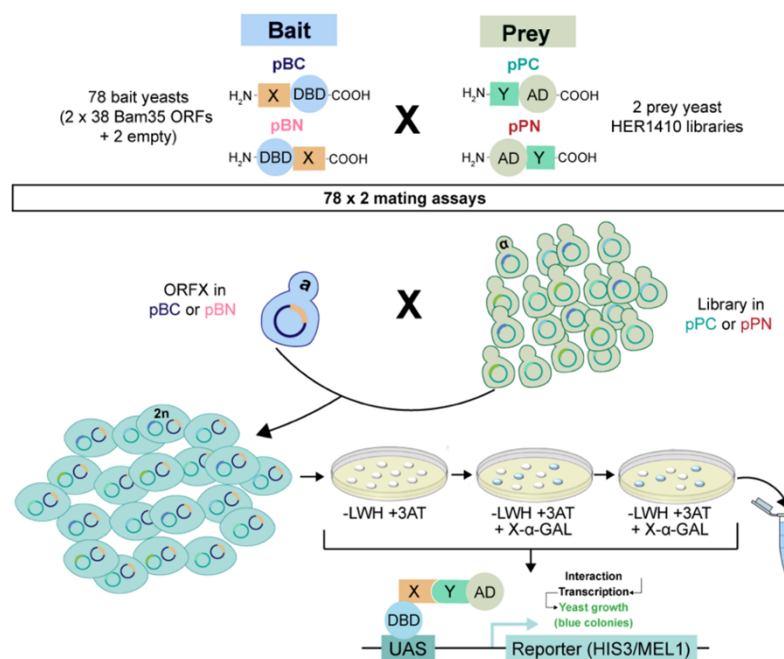 Bait
Prey
pBC
pPC
H₂N X DBD COOH
H₂N Y AD COOH
78 bait yeasts
(2 x 38 Bam35 ORFs
+ 2 empty)
X
2 prey yeast
HER1410 libraries
pBN
pPN
H₂N DBD X COOH
H₂N AD Y COOH
78 x 2 mating assays
α
ORFX in
pBC or pBN
a
X
Library in
pPC or pPN
2n
-LWH +3AT
-LWH +3AT
+ X-α-GAL
-LWH +3AT
+ X-α-GAL
X Y AD
DBD
UAS
Interaction
Transcription
Yeast growth
(blue colonies)
Reporter (HIS3/MEL1)